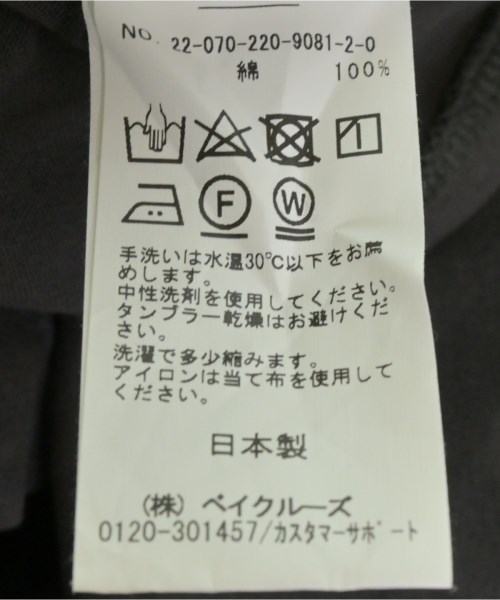 NO. 22-070-220-9081-2-0
綿 100%
F W
手洗いは水温30℃以下をお薦
めします。
中性洗剤を使用してください。
タンブラー乾燥はお避けくだ
さい。
洗濯で多少縮みます。
アイロンは当て布を使用して
ください。
日本製
(株) ベイクルーズ
0120-301457/カスタマーサポート